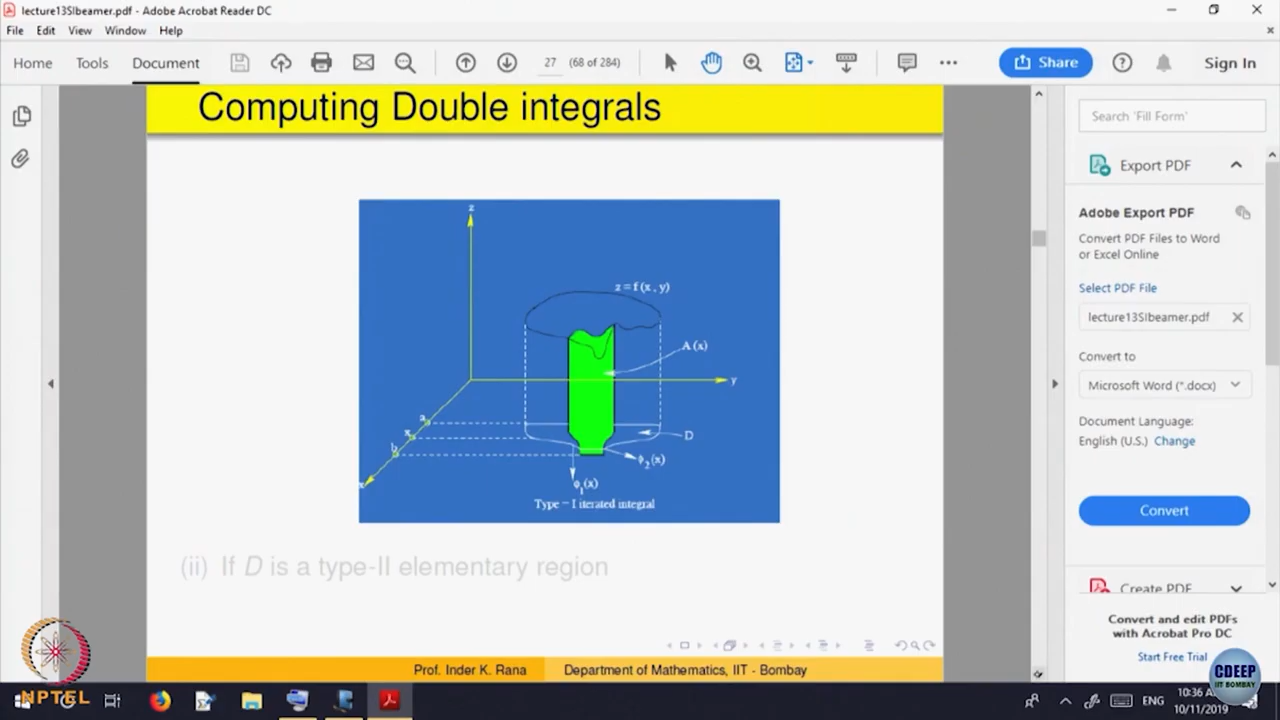 lecture13SIbeamer.pdf - Adobe Acrobat Reader DC
File Edit View Window Help
Home Tools Document 27 (68 of 284) Share Sign In
Computing Double integrals
z
z = f (x , y)
A (x)
y
a
x
b
D
ϕ2(x)
x
ϕ1(x)
Type – I iterated integral
(ii) If D is a type-II elementary region
Prof. Inder K. Rana Department of Mathematics, IIT - Bombay
Search 'Fill Form'
Export PDF
Adobe Export PDF
Convert PDF Files to Word
or Excel Online
Select PDF File
lecture13SIbeamer.pdf
Convert to
Microsoft Word (*.docx)
Document Language:
English (U.S.) Change
Convert
Create PDF
Convert and edit PDFs
with Acrobat Pro DC
Start Free Trial
NPTEL
CDEEP
IIT BOMBAY
ENG
10:36
10/11/2019